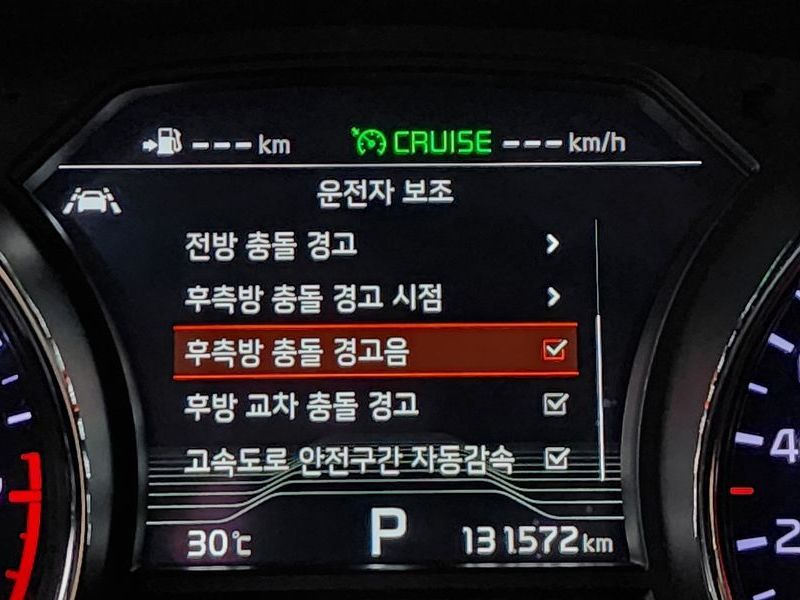 --- km CRUISE --- km/h
운전자 보조
전방 충돌 경고
후측방 충돌 경고 시점
후측방 충돌 경고음
후방 교차 충돌 경고
고속도로 안전구간 자동감속
30℃ P 131572 km
4
2